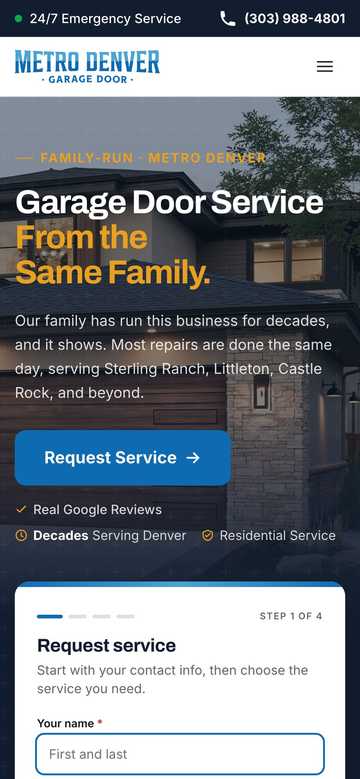 24/7 Emergency Service
(303) 988-4801
METRO DENVER
· GARAGE DOOR ·
FAMILY-RUN · METRO DENVER
Garage Door Service
From the
Same Family.
Our family has run this business for decades,
and it shows. Most repairs are done the same
day, serving Sterling Ranch, Littleton, Castle
Rock, and beyond.
Request Service →
Real Google Reviews
Decades Serving Denver
Residential Service
STEP 1 OF 4
Request service
Start with your contact info, then choose the
service you need.
Your name *
First and last